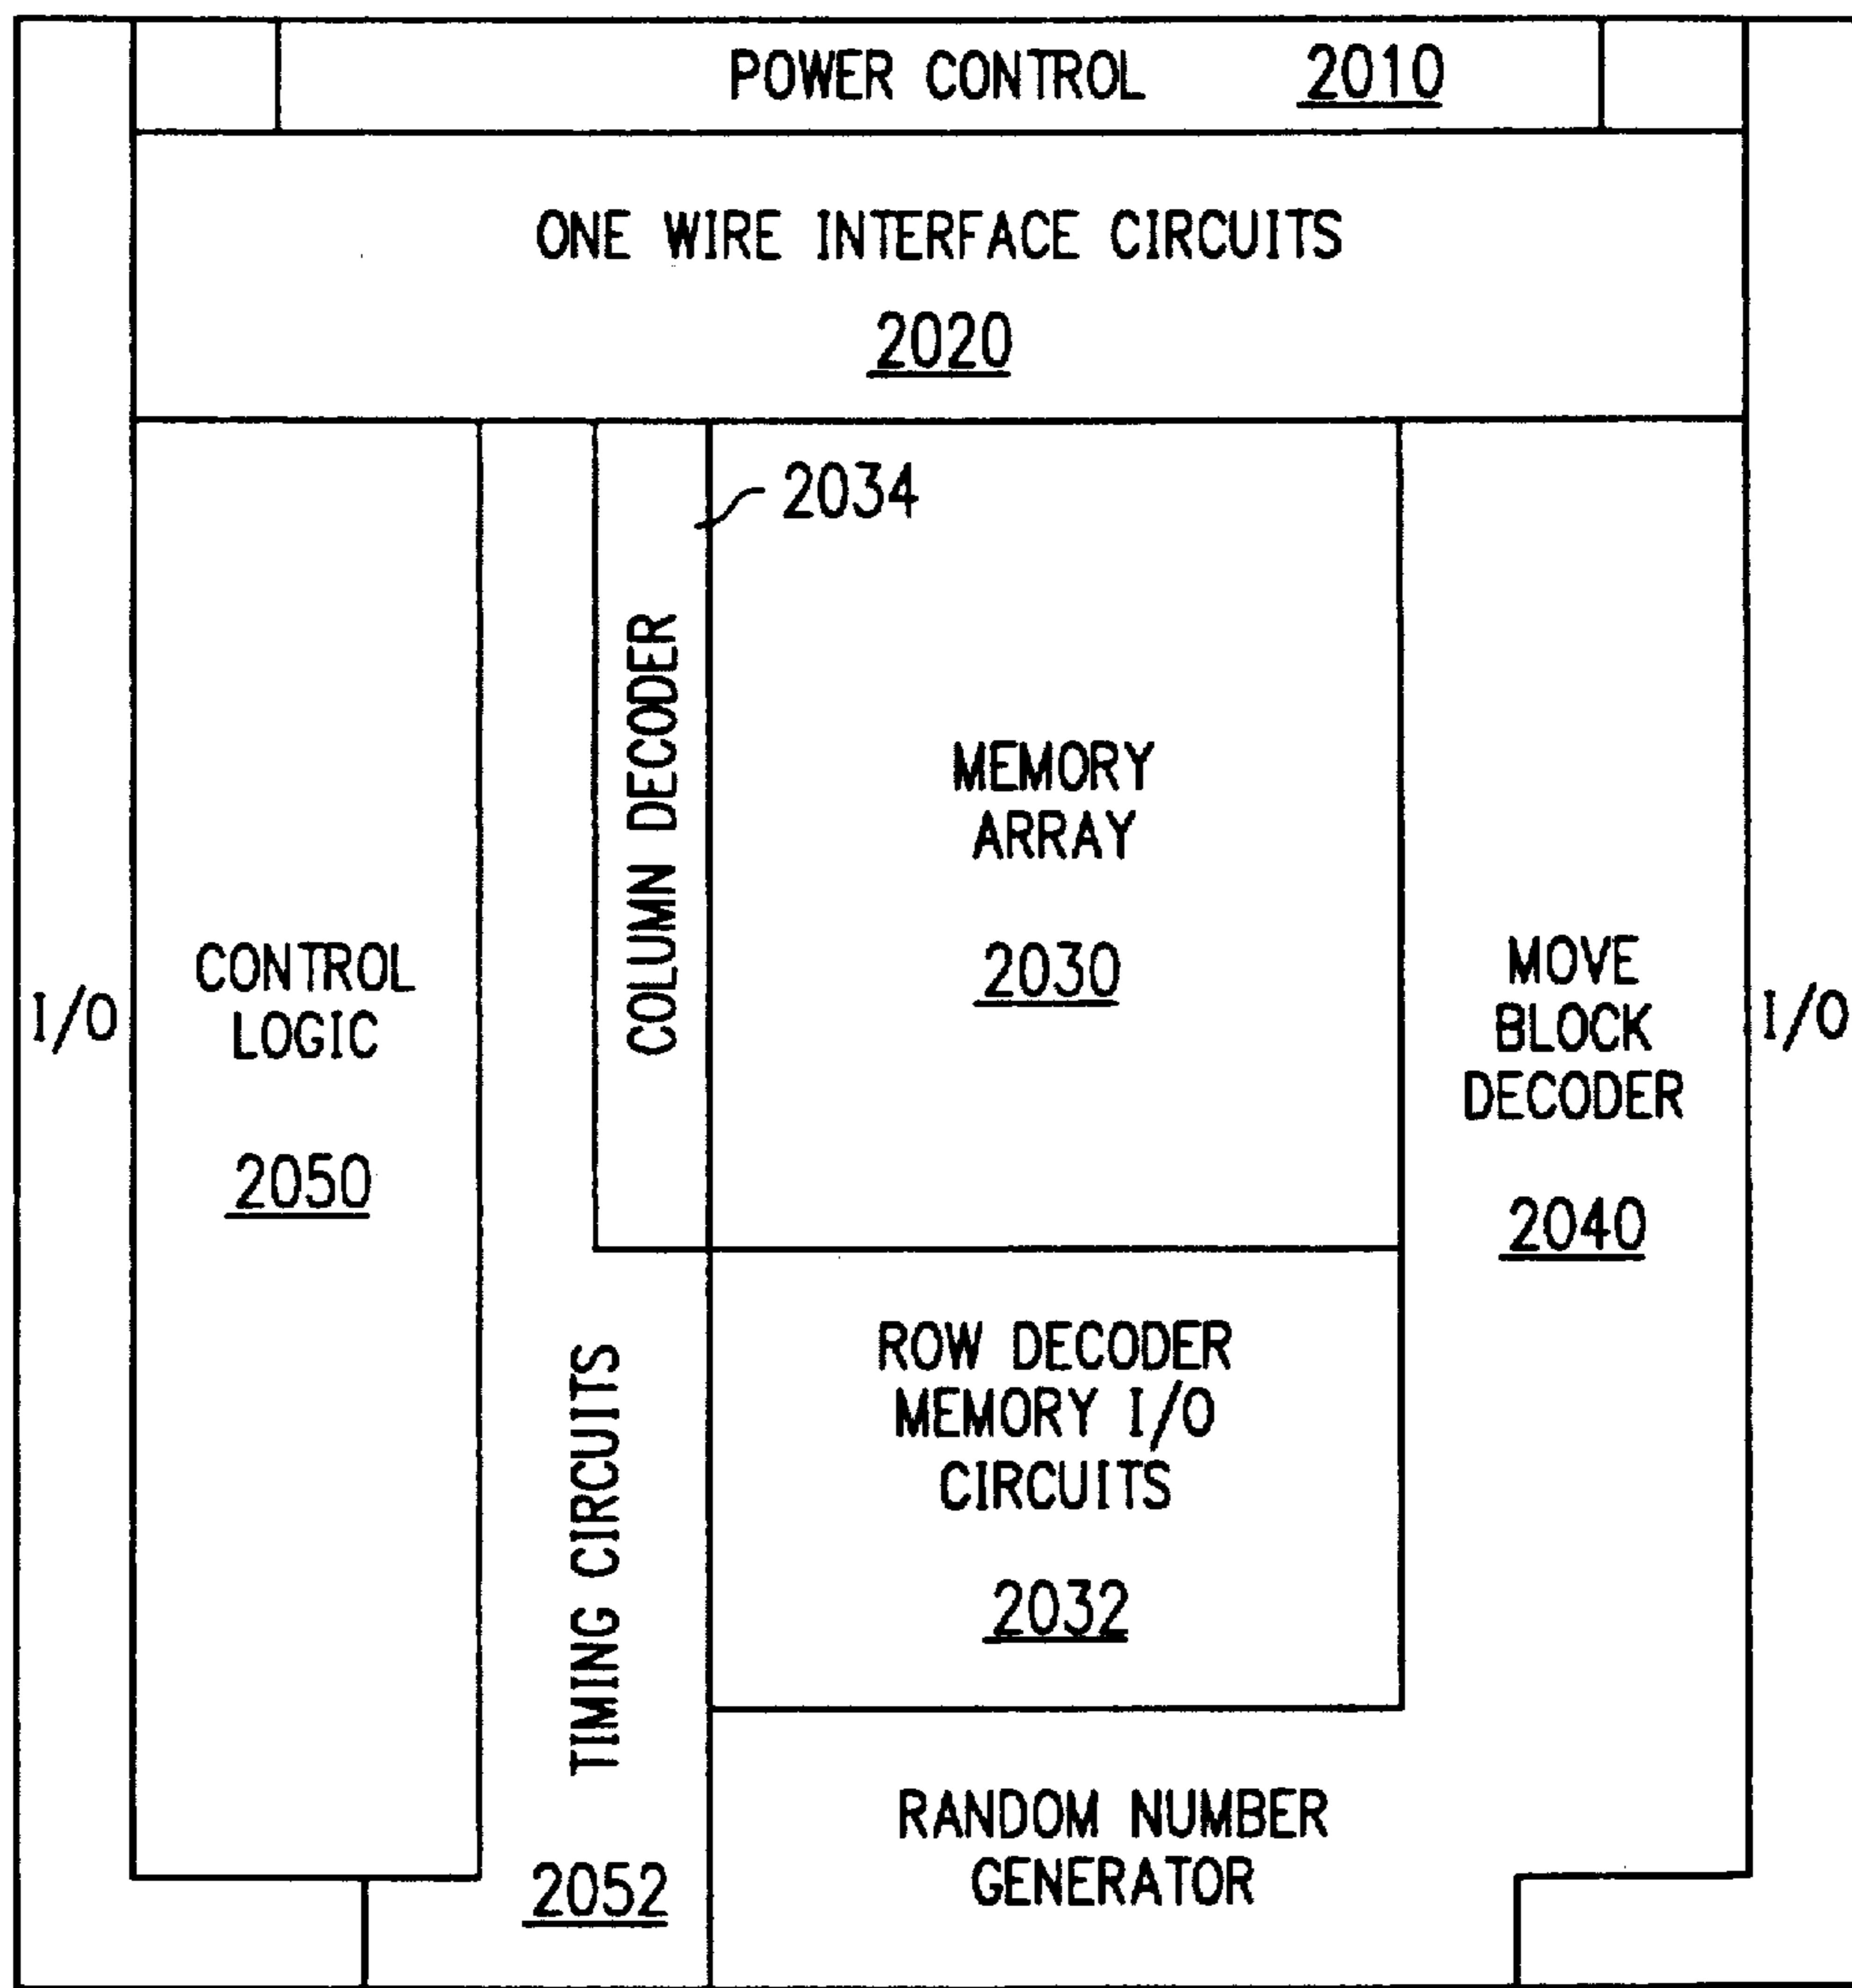 POWER CONTROL 2010
ONE WIRE INTERFACE CIRCUITS
2020
2034
COLUMN DECODER
MEMORY
ARRAY
2030
CONTROL
LOGIC
2050
I/O
MOVE
BLOCK
DECODER
2040
I/O
ROW DECODER
MEMORY I/O
CIRCUITS
2032
TIMING CIRCUITS
2052
RANDOM NUMBER
GENERATOR